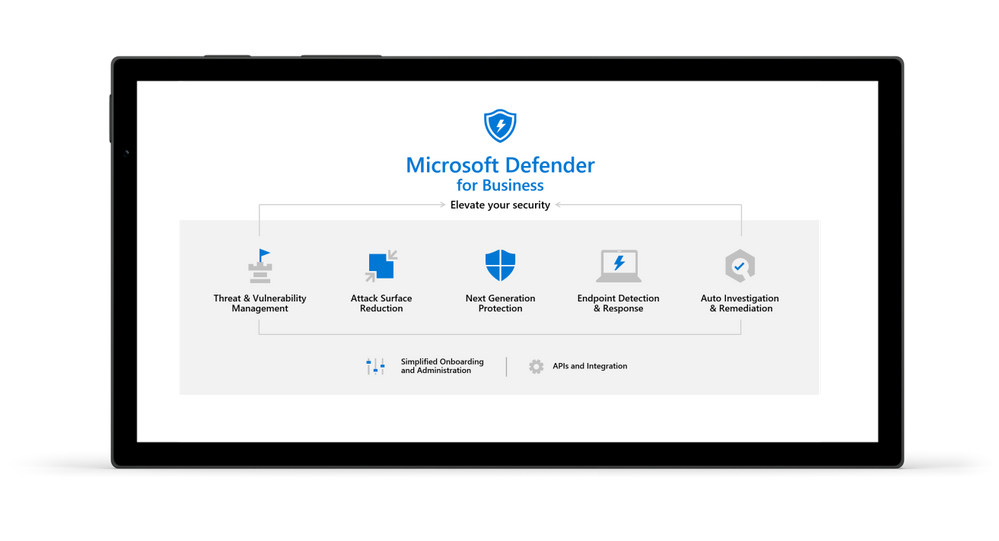 Microsoft Defender
for Business
Elevate your security
Threat & Vulnerability
Management
Attack Surface
Reduction
Next Generation
Protection
Endpoint Detection
& Response
Auto Investigation
& Remediation
Simplified Onboarding
and Administration
APIs and Integration